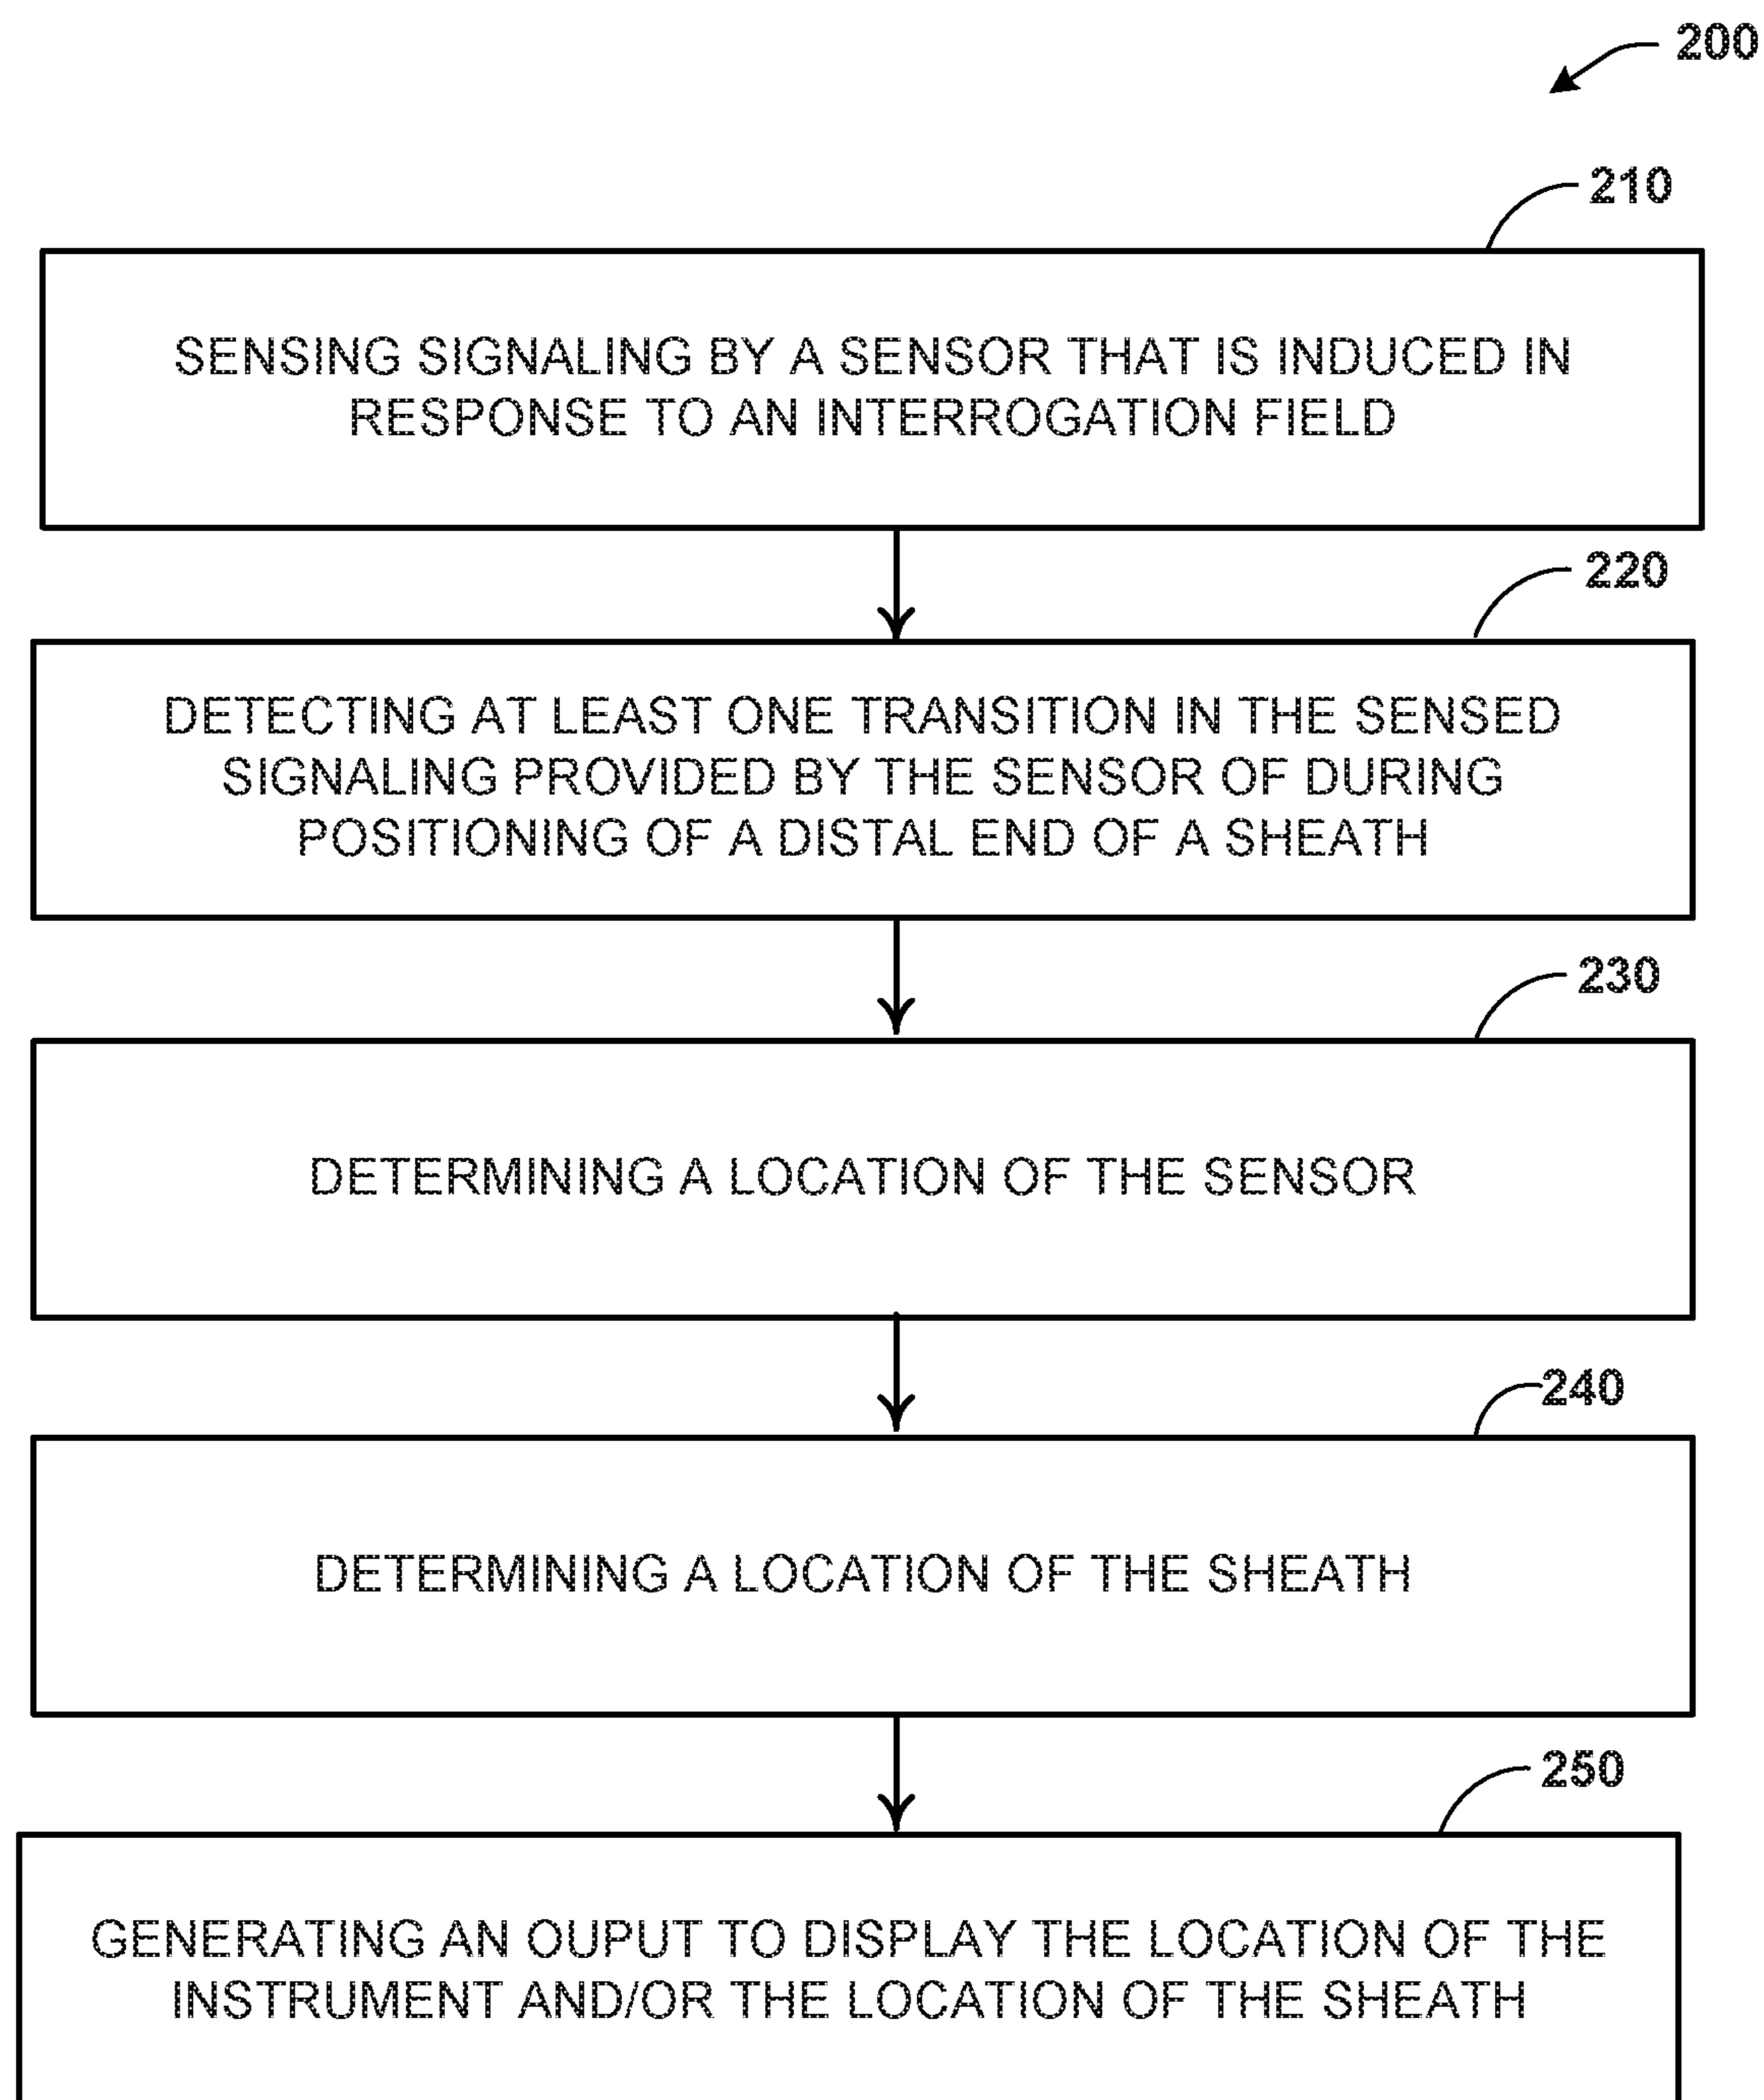 200
210
SENSING SIGNALING BY A SENSOR THAT IS INDUCED IN
RESPONSE TO AN INTERROGATION FIELD
220
DETECTING AT LEAST ONE TRANSITION IN THE SENSED
SIGNALING PROVIDED BY THE SENSOR OF DURING
POSITIONING OF A DISTAL END OF A SHEATH
230
DETERMINING A LOCATION OF THE SENSOR
240
DETERMINING A LOCATION OF THE SHEATH
250
GENERATING AN OUPUT TO DISPLAY THE LOCATION OF THE
INSTRUMENT AND/OR THE LOCATION OF THE SHEATH